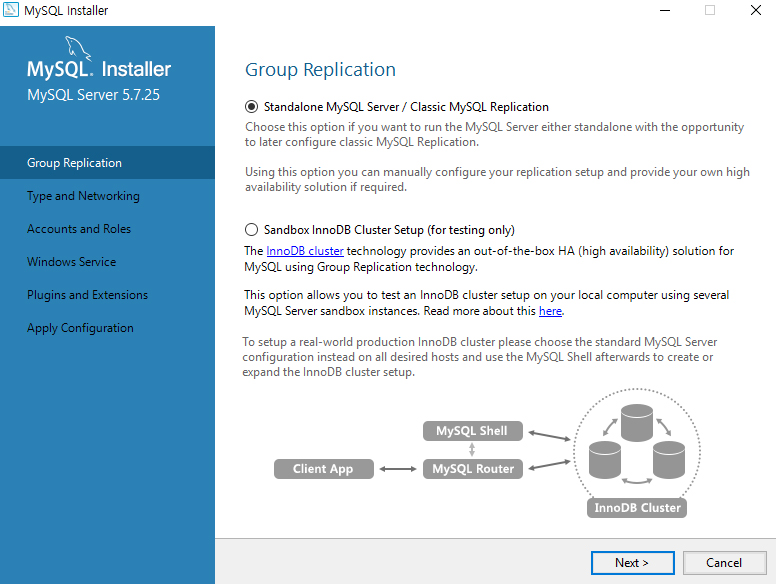 MySQL Installer
MySQL. Installer
MySQL Server 5.7.25
Group Replication
Type and Networking
Accounts and Roles
Windows Service
Plugins and Extensions
Apply Configuration
Group Replication
Standalone MySQL Server / Classic MySQL Replication
Choose this option if you want to run the MySQL Server either standalone with the opportunity
to later configure classic MySQL Replication.
Using this option you can manually configure your replication setup and provide your own high
availability solution if required.
Sandbox InnoDB Cluster Setup (for testing only)
The InnoDB cluster technology provides an out-of-the-box HA (high availability) solution for
MySQL using Group Replication technology.
This option allows you to test an InnoDB cluster setup on your local computer using several
MySQL Server sandbox instances. Read more about this here.
To setup a real-world production InnoDB cluster please choose the standard MySQL Server
configuration instead on all desired hosts and use the MySQL Shell afterwards to create or
expand the InnoDB cluster setup.
MySQL Shell
Client App
MySQL Router
InnoDB Cluster
Next >
Cancel